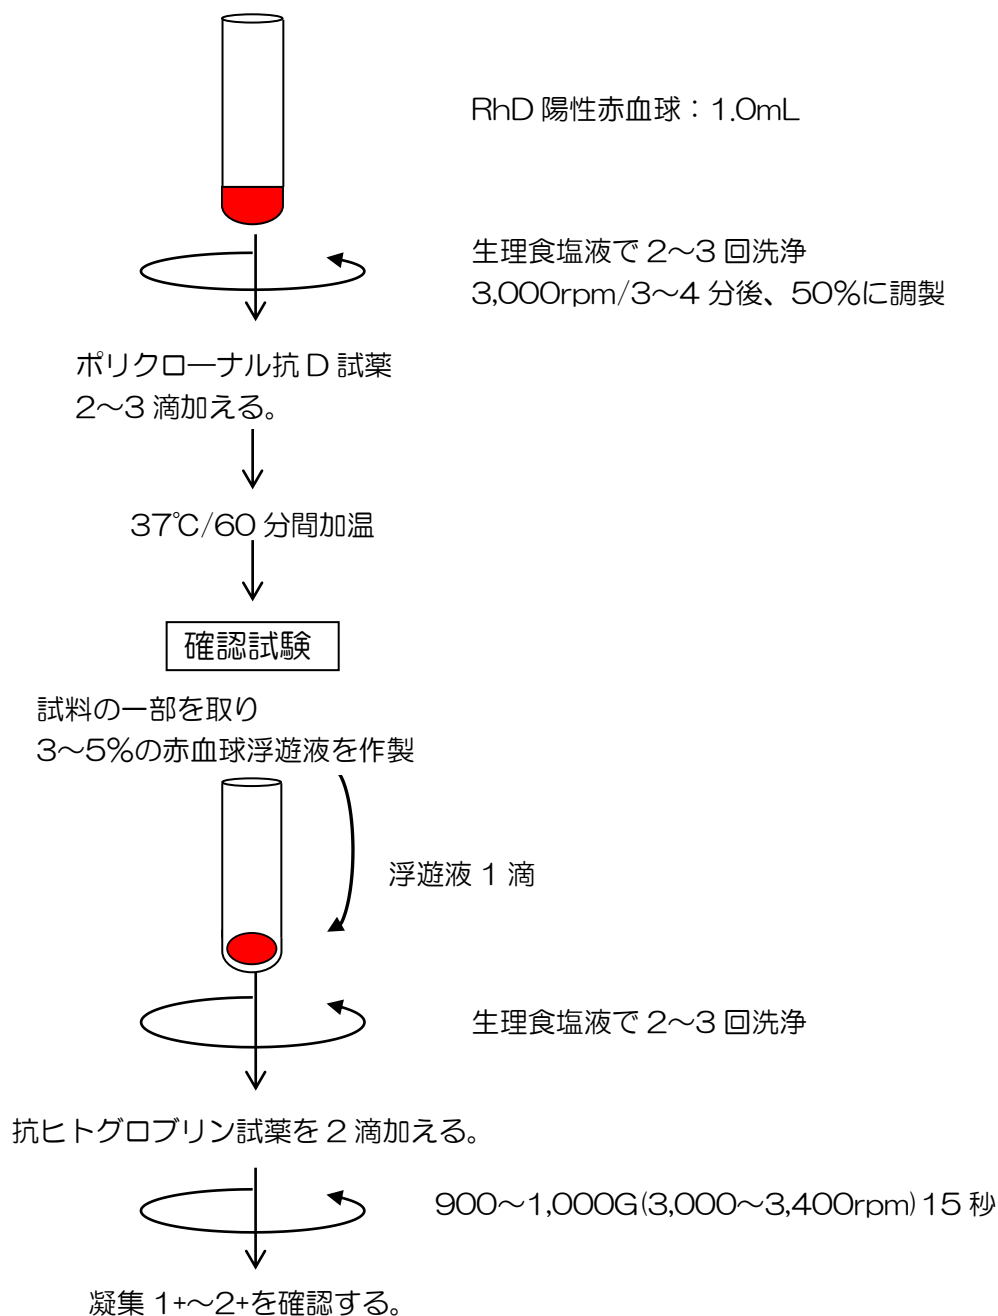 RhD 陽性赤血球：1.0mL
生理食塩液で 2～3 回洗浄
3,000rpm/3～4 分後、50%に調製
ポリクローナル抗 D 試薬
2～3 滴加える。
37℃/60 分間加温
確認試験
試料の一部を取り
3～5%の赤血球浮遊液を作製
浮遊液 1 滴
生理食塩液で 2～3 回洗浄
抗ヒトグロブリン試薬を 2 滴加える。
900～1,000G(3,000～3,400rpm) 15 秒
凝集 1+～2+を確認する。